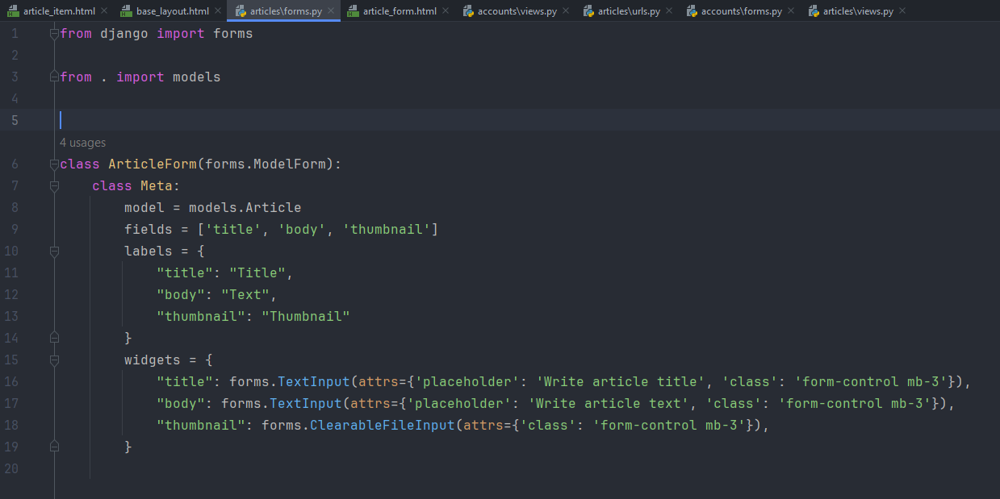 article_item.html base_layout.html articles\forms.py article_form.html accounts\views.py articles\urls.py accounts\forms.py articles\views.py
1 from django import forms
2
3 from . import models
4
5
4 usages
6 class ArticleForm(forms.ModelForm):
7     class Meta:
8         model = models.Article
9         fields = ['title', 'body', 'thumbnail']
10         labels = {
11             "title": "Title",
12             "body": "Text",
13             "thumbnail": "Thumbnail"
14         }
15         widgets = {
16             "title": forms.TextInput(attrs={'placeholder': 'Write article title', 'class': 'form-control mb-3'}),
17             "body": forms.TextInput(attrs={'placeholder': 'Write article text', 'class': 'form-control mb-3'}),
18             "thumbnail": forms.ClearableFileInput(attrs={'class': 'form-control mb-3'}),
19         }
20